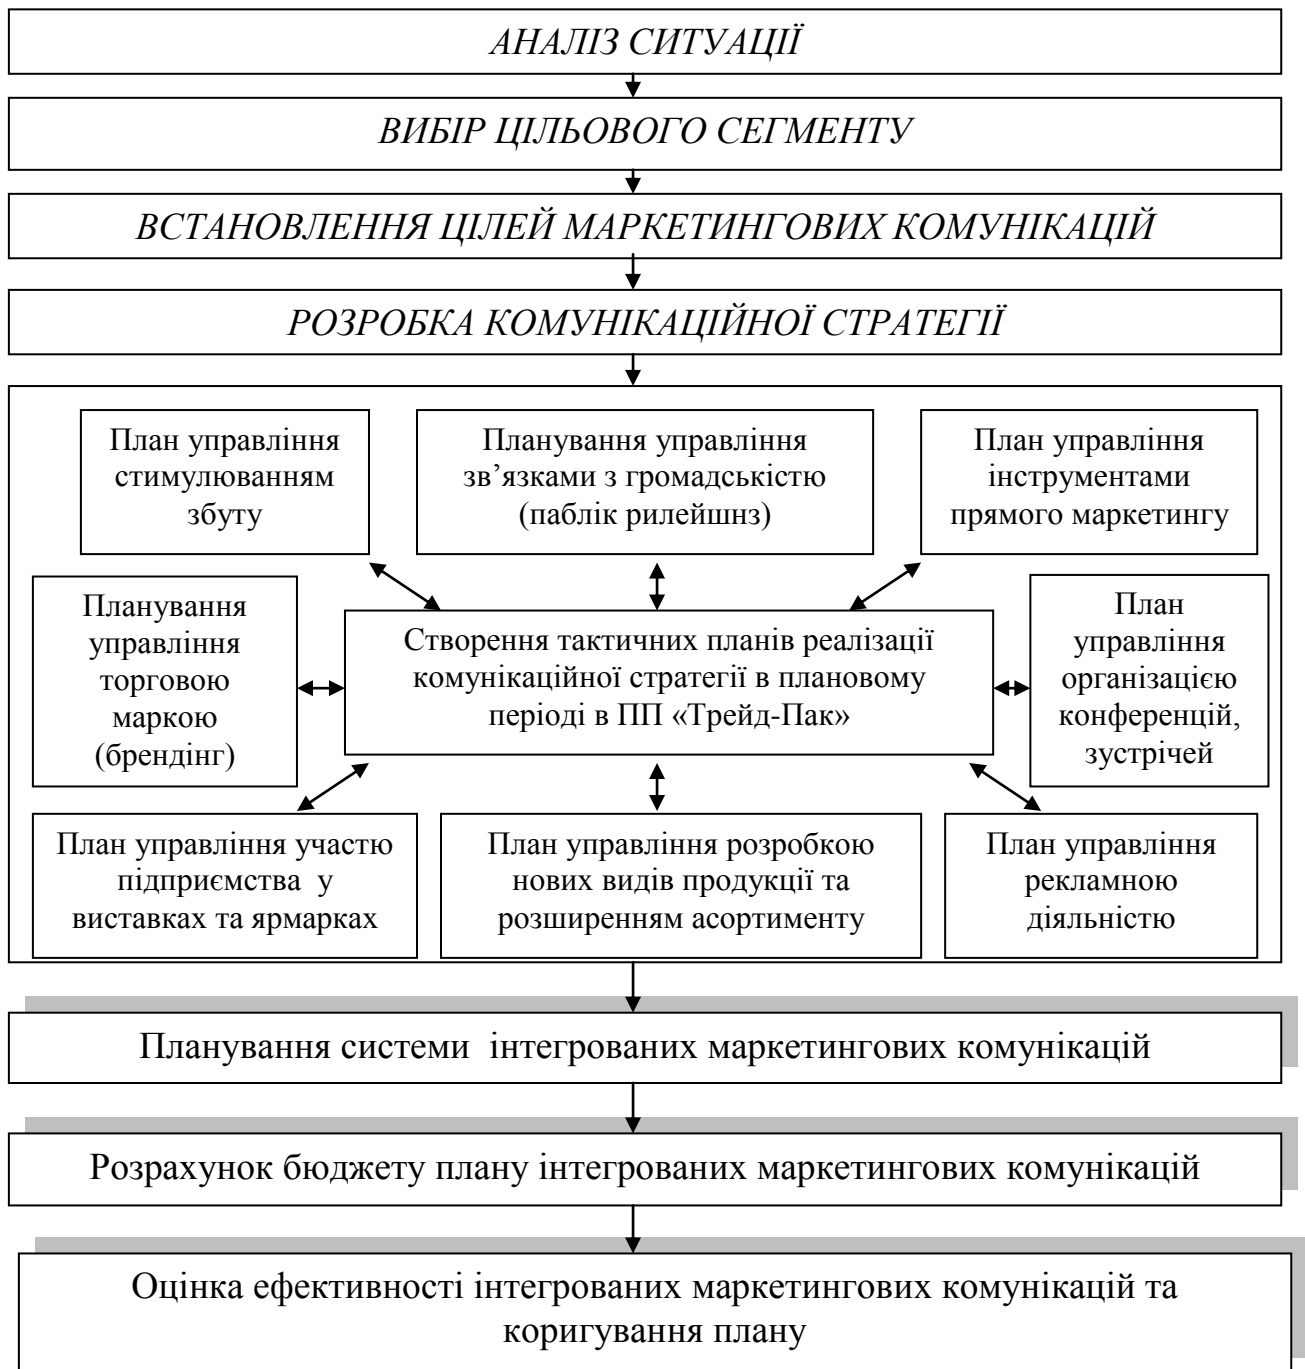 АНАЛІЗ СИТУАЦІЇ
ВИБІР ЦІЛЬОВОГО СЕГМЕНТУ
ВСТАНОВЛЕННЯ ЦІЛЕЙ МАРКЕТИНГОВИХ КОМУНІКАЦІЙ
РОЗРОБКА КОМУНІКАЦІЙНОЇ СТРАТЕГІЇ
План управління
стимулюванням
збуту
Планування управління
зв’язками з громадськістю
(паблік рилейшнз)
План управління
інструментами
прямого маркетингу
Планування
управління
торговою
маркою
(брендінг)
Створення тактичних планів реалізації
комунікаційної стратегії в плановому
періоді в ПП «Трейд-Пак»
План
управління
організацією
конференцій,
зустрічей
План управління участю
підприємства у
виставках та ярмарках
План управління розробкою
нових видів продукції та
розширенням асортименту
План управління
рекламною
діяльністю
Планування системи інтегрованих маркетингових комунікацій
Розрахунок бюджету плану інтегрованих маркетингових комунікацій
Оцінка ефективності інтегрованих маркетингових комунікацій та
коригування плану